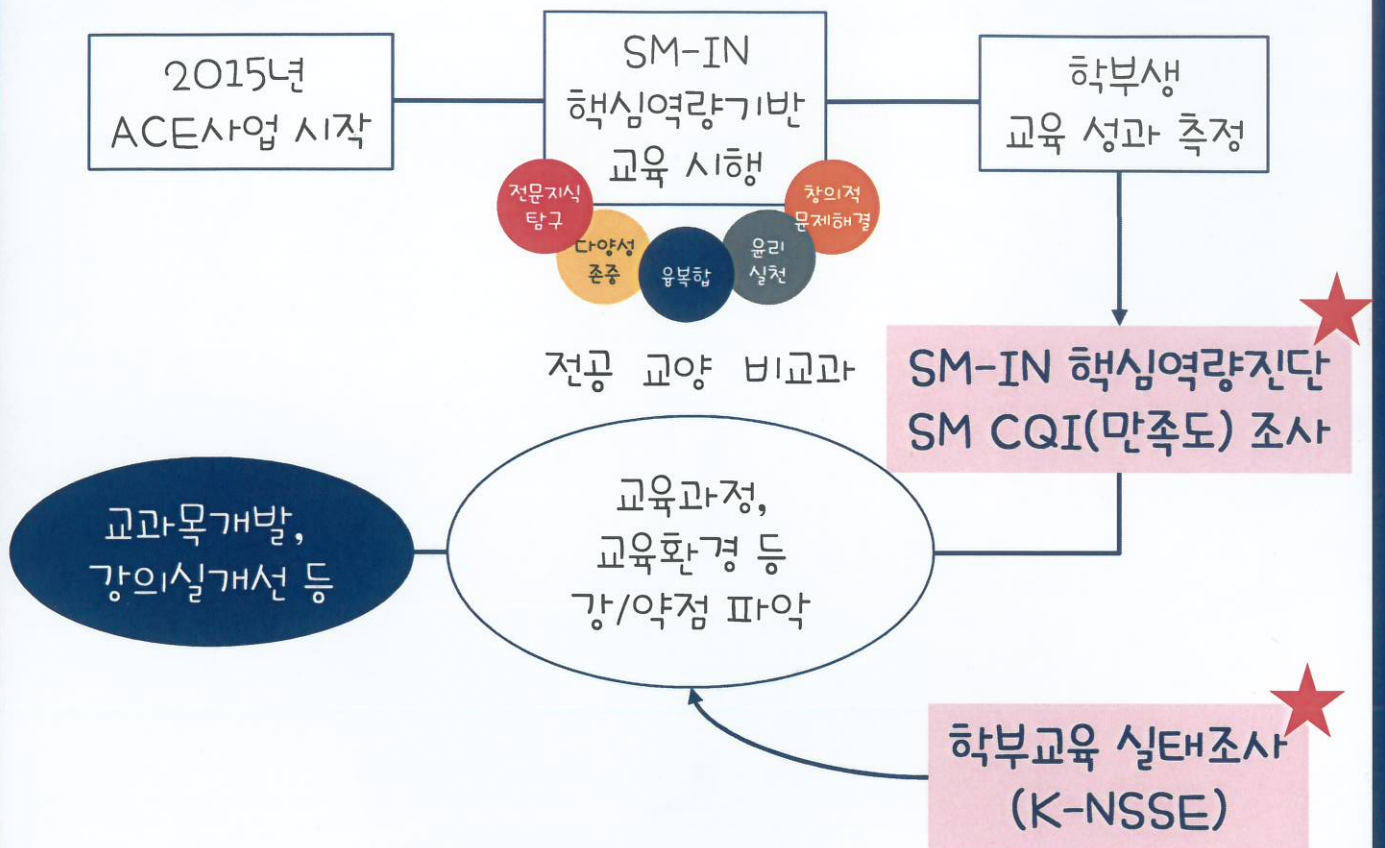 2015년
ACE사업 시작
SM-IN
핵심역량기반
교육 시행
학부생
교육 성과 측정
전문지식
탐구
다양성
존중
융복합
윤리
실천
창의적
문제해결
전공 교양 비교과
SM-IN 핵심역량진단
SM CQI(만족도) 조사
교과목개발,
강의실개선 등
교육과정,
교육환경 등
강/약점 파악
학부교육 실태조사
(K-NSSE)